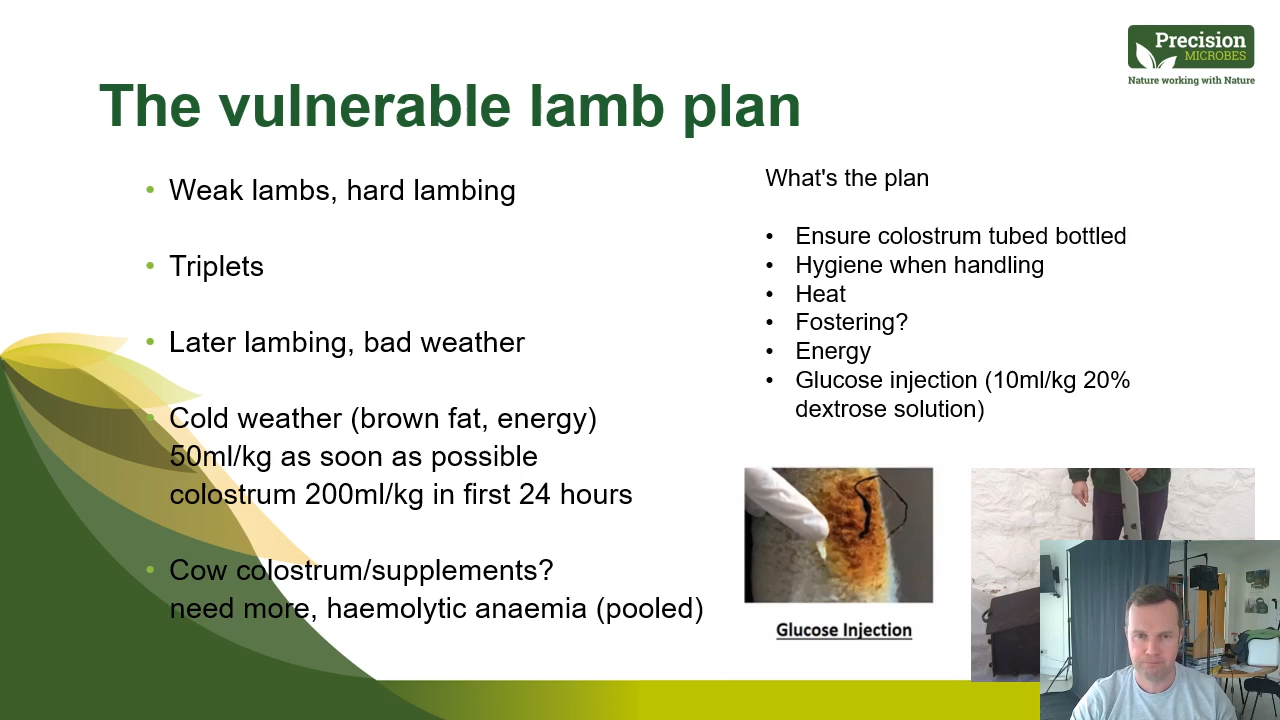 Precision
MICROBES
Nature working with Nature
The vulnerable lamb plan
• Weak lambs, hard lambing
• Triplets
• Later lambing, bad weather
• Cold weather (brown fat, energy)
50ml/kg as soon as possible
colostrum 200ml/kg in first 24 hours
• Cow colostrum/supplements?
need more, haemolytic anaemia (pooled)
What's the plan
• Ensure colostrum tubed bottled
• Hygiene when handling
• Heat
• Fostering?
• Energy
• Glucose injection (10ml/kg 20%
dextrose solution)
Glucose Injection